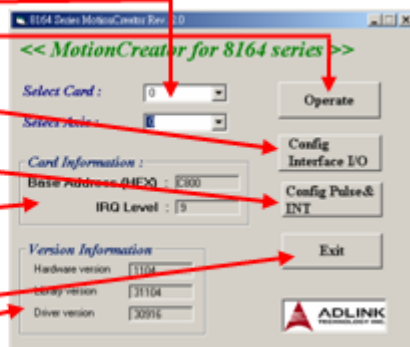 8164 Series MotionCreator Rev. 2.0
<< MotionCreator for 8164 series >>
Select Card :
0
Operate
Select Axis :
0
Config
Interface I/O
Card Information :
Base Address (HEX) : C800
Config Pulse&
INT
IRQ Level : 9
Version Information
Exit
Hardware version 1104
Library version 31104
Driver version 30916
ADLINK
TECHNOLOGY INC.